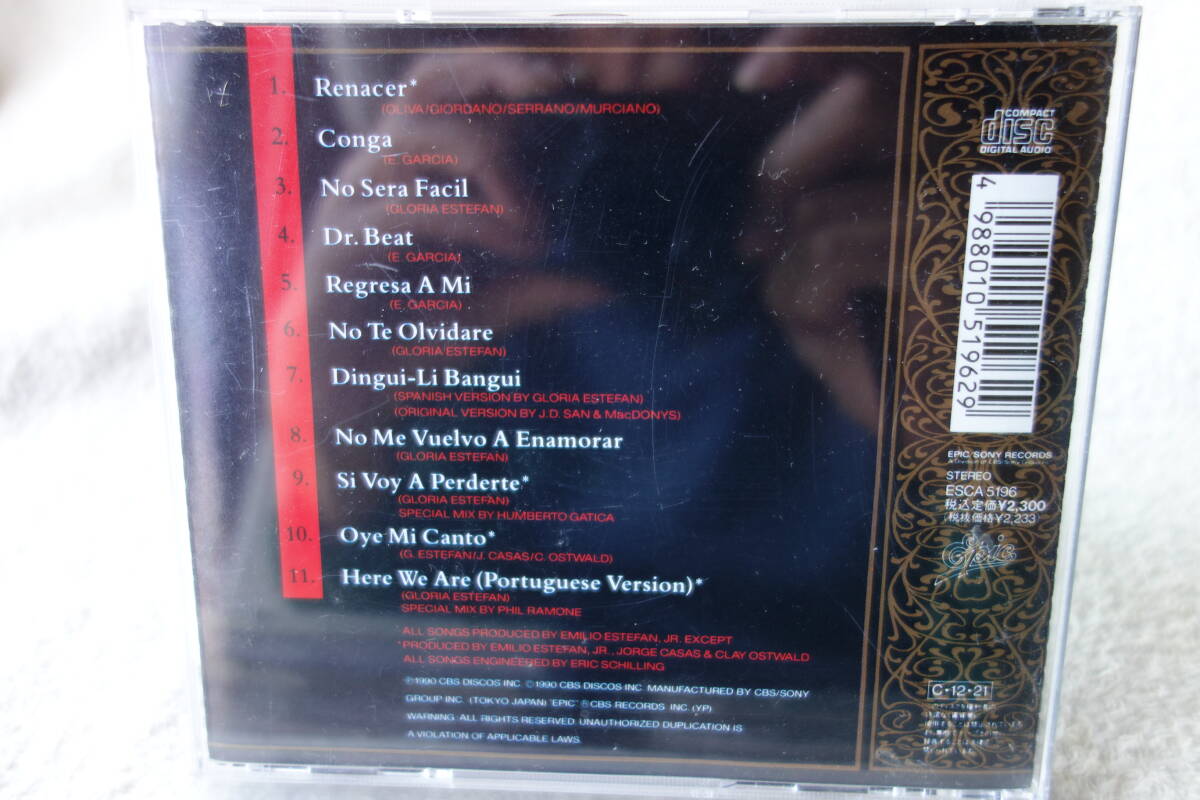 1. Renacer*
(OLIVA/GIORDANO/SERRANO/MURCIANO)
2. Conga
(E. GARCIA)
3. No Sera Facil
(GLORIA ESTEFAN)
4. Dr. Beat
(E. GARCIA)
5. Regresa A Mi
(E. GARCIA)
6. No Te Olvidare
(GLORIA ESTEFAN)
7. Dingui-Li Bangui
(SPANISH VERSION BY GLORIA ESTEFAN)
(ORIGINAL VERSION BY J.D. SAN & MacDONYS)
8. No Me Vuelvo A Enamorar
(GLORIA ESTEFAN)
9. Si Voy A Perderte*
(GLORIA ESTEFAN)
SPECIAL MIX BY HUMBERTO GATICA
10. Oye Mi Canto*
(G. ESTEFAN/J. CASAS/C. OSTWALD)
11. Here We Are (Portuguese Version)*
(GLORIA ESTEFAN)
SPECIAL MIX BY PHIL RAMONE
ALL SONGS PRODUCED BY EMILIO ESTEFAN, JR. EXCEPT
*PRODUCED BY EMILIO ESTEFAN, JR., JORGE CASAS & CLAY OSTWALD
ALL SONGS ENGINEERED BY ERIC SCHILLING
℗1990 CBS DISCOS INC. ©1990 CBS DISCOS INC. MANUFACTURED BY CBS/SONY
GROUP INC. (TOKYO JAPAN) "EPIC" ® CBS RECORDS INC. (YP)
WARNING: ALL RIGHTS RESERVED. UNAUTHORIZED DUPLICATION IS
A VIOLATION OF APPLICABLE LAWS.
COMPACT
disc
DIGITAL AUDIO
4 988010 519629
EPIC/SONY RECORDS
STEREO
ESCA 5196
税込定価¥2,300
(税抜価格¥2,233)
Epic
C・12・21